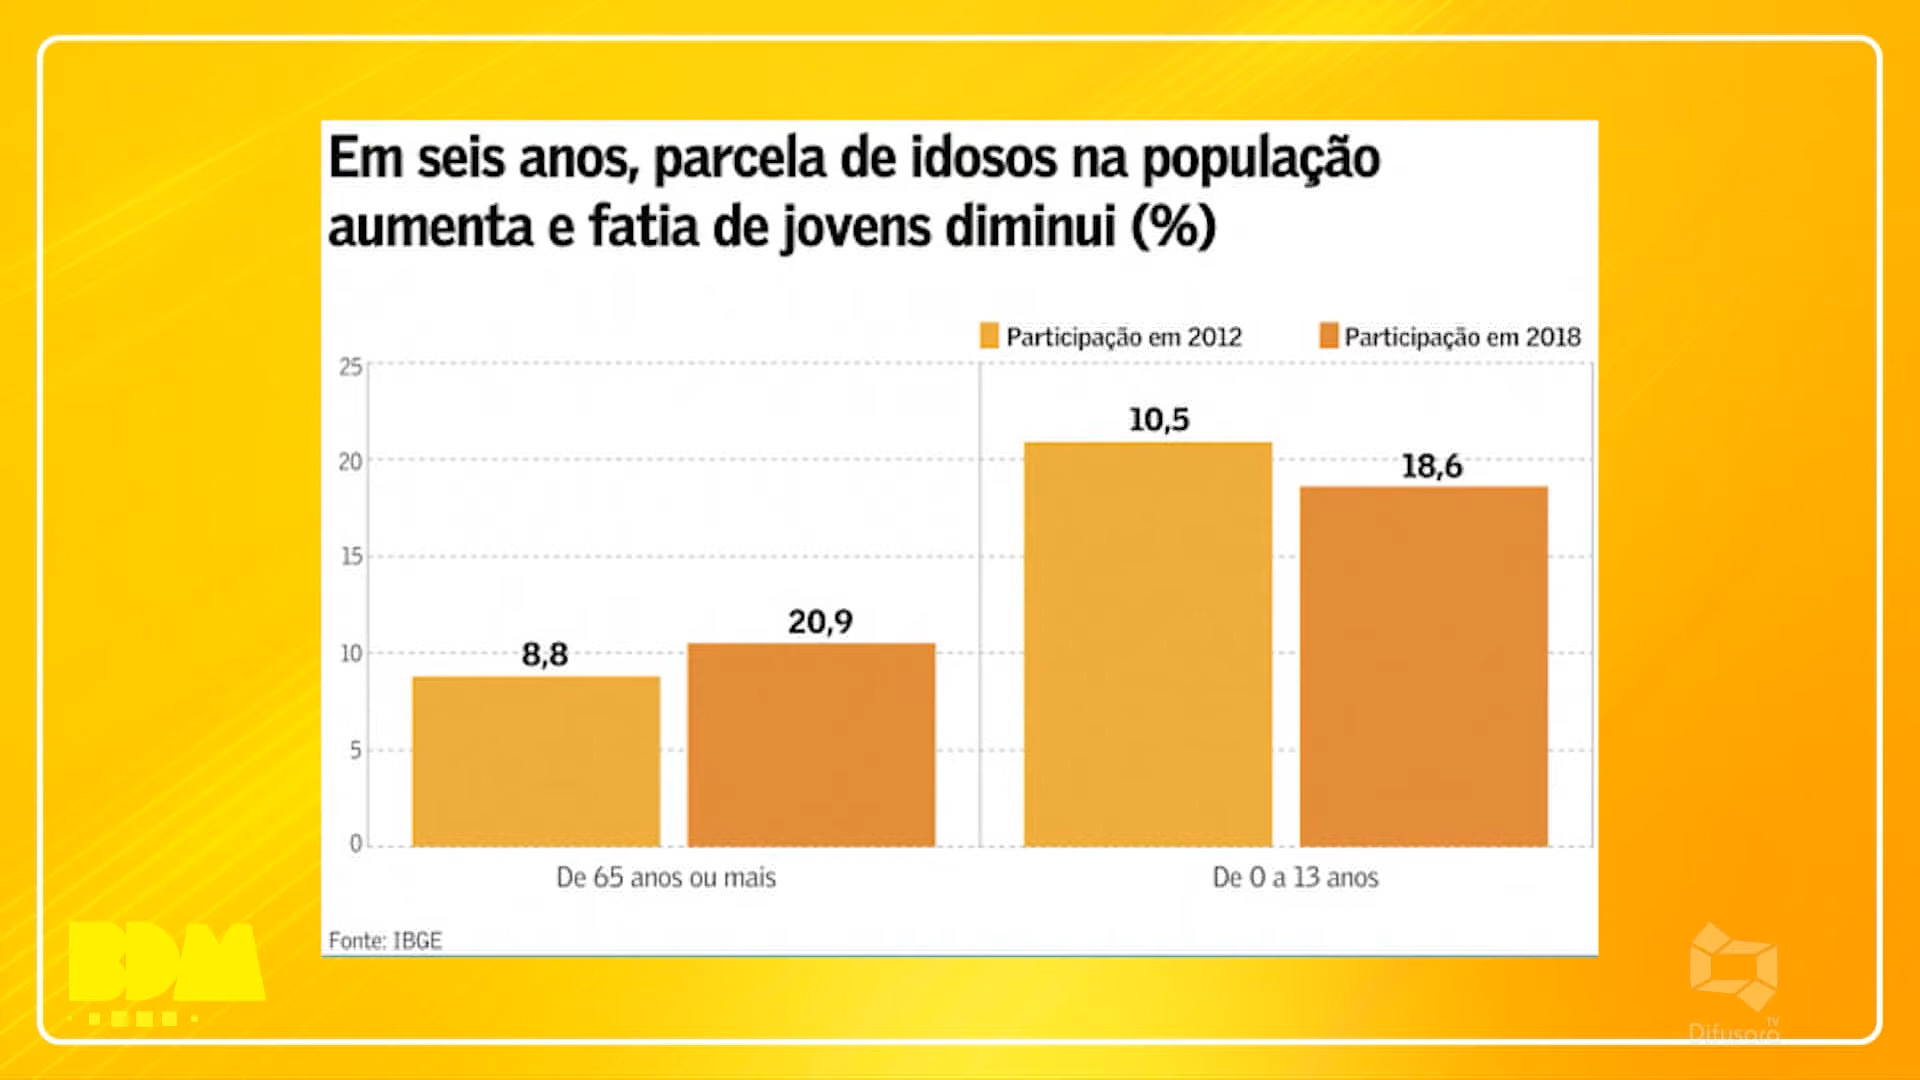 Em seis anos, parcela de idosos na população
aumenta e fatia de jovens diminui (%)
Participação em 2012
Participação em 2018
25
20
15
10
5
0
8,8
20,9
10,5
18,6
De 65 anos ou mais
De 0 a 13 anos
Fonte: IBGE
BDM
TV
Difusora